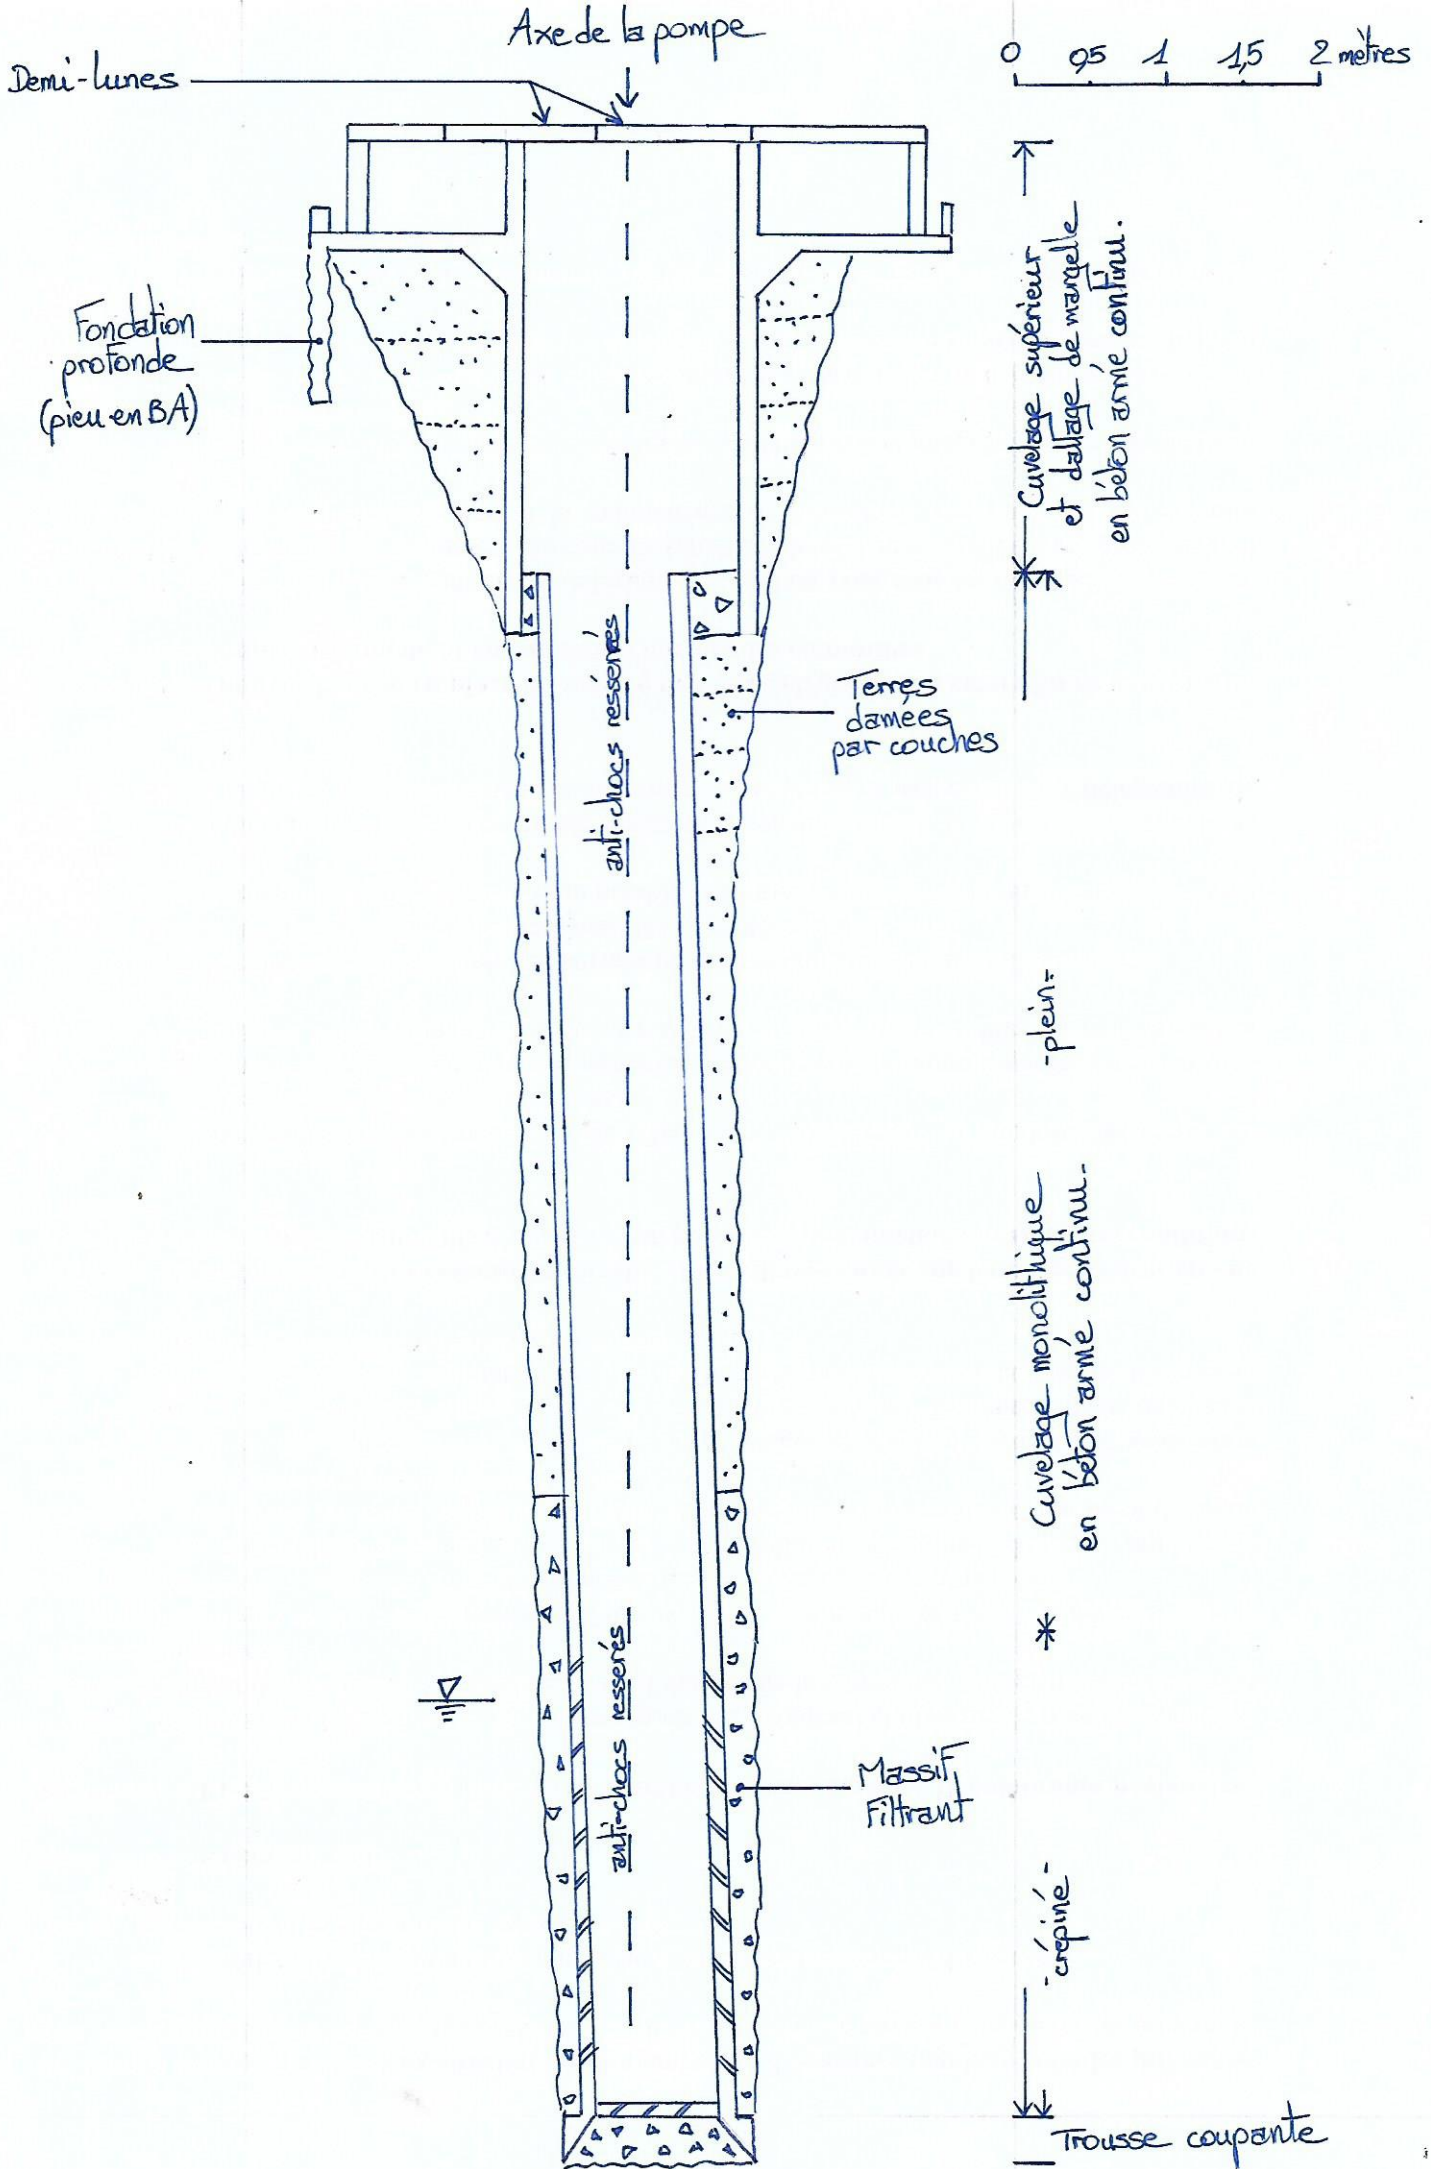 Axe de la pompe
Demi-lunes
0 0,5 1 1,5 2 mètres
Fondation
profonde
(pieu en BA)
Cuvelage supérieur
et dallage de margelle
en béton armé continu.
anti-chocs resserrés
Terres
damées
par couches
-plein-
Cuvelage monolithique
en béton armé continu.
anti-chocs resserrés
Massif
Filtrant
-crépiné-
Trousse coupante